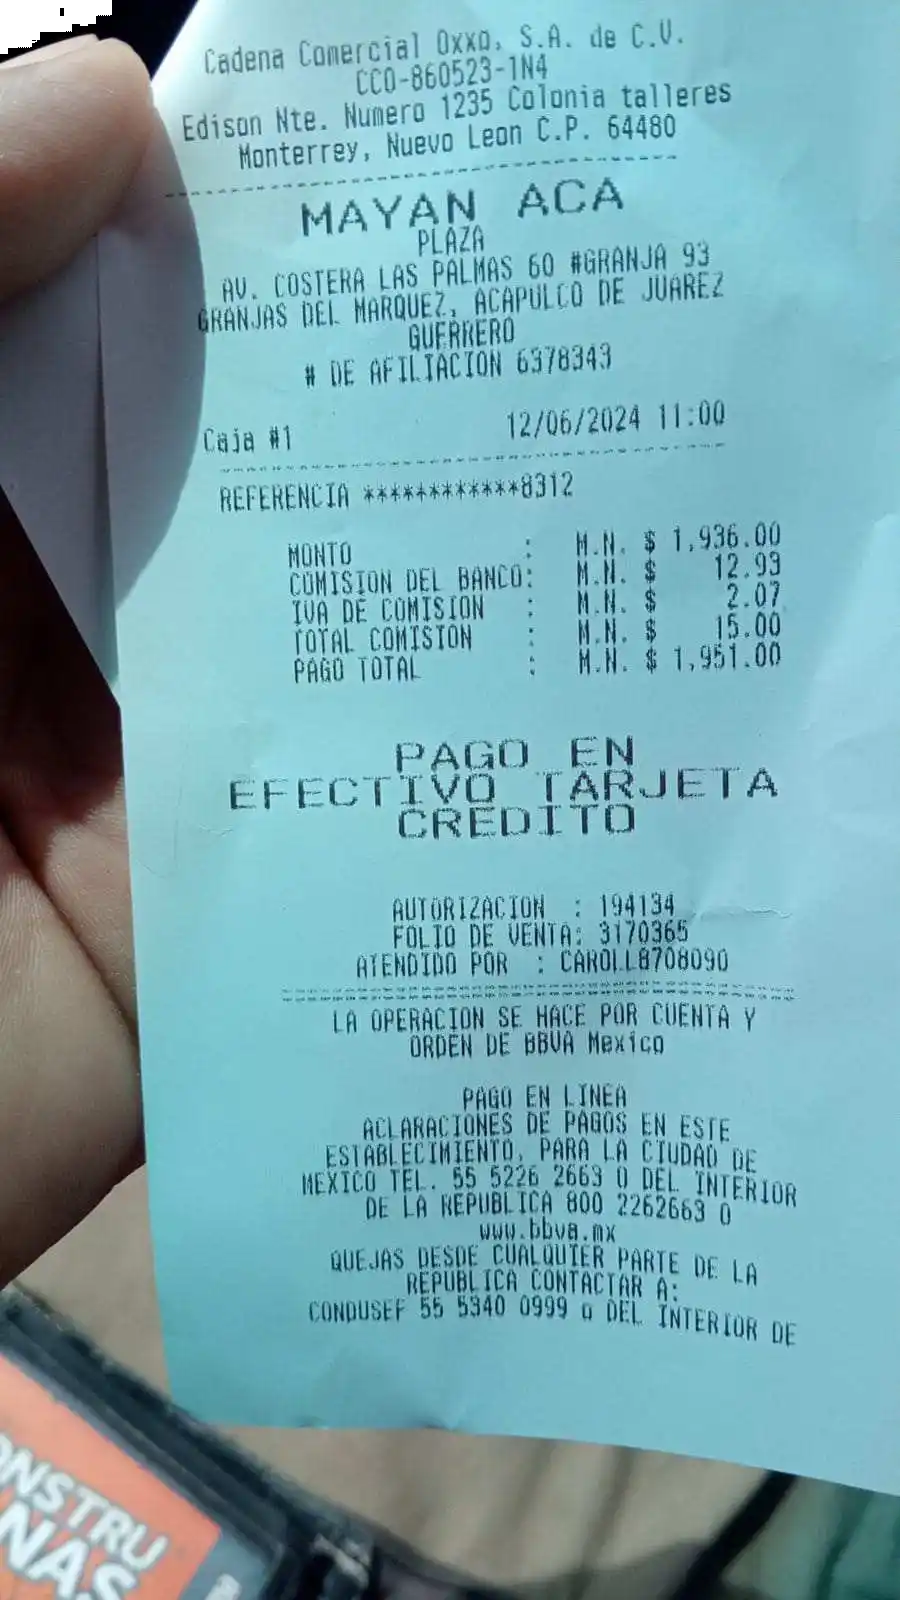 Cadena Comercial Oxxo, S.A. de C.V.
CCO-860523-1N4
Edison Nte. Numero 1235 Colonia talleres
Monterrey, Nuevo Leon C.P. 64480
MAYAN ACA
PLAZA
AV. COSTERA LAS PALMAS 60 #GRANJA 93
GRANJAS DEL MARQUEZ, ACAPULCO DE JUAREZ
GUERRERO
# DE AFILIACION 6378343
Caja #1 12/06/2024 11:00
REFERENCIA ************8312
MONTO : M.N. $ 1,936.00
COMISION DEL BANCO: M.N. $ 12.93
IVA DE COMISION : M.N. $ 2.07
TOTAL COMISION : M.N. $ 15.00
PAGO TOTAL : M.N. $ 1,951.00
PAGO EN
EFECTIVO TARJETA
CREDITO
AUTORIZACION : 194134
FOLIO DE VENTA: 3170365
ATENDIDO POR : CAROLL8708090
LA OPERACION SE HACE POR CUENTA Y
ORDEN DE BBVA Mexico
PAGO EN LINEA
ACLARACIONES DE PAGOS EN ESTE
ESTABLECIMIENTO, PARA LA CIUDAD DE
MEXICO TEL. 55 5226 2663 O DEL INTERIOR
DE LA REPUBLICA 800 2262663 O
www.bbva.mx
QUEJAS DESDE CUALQUIER PARTE DE LA
REPUBLICA CONTACTAR A:
CONDUSEF 55 5340 0999 o DEL INTERIOR DE
ONSTRU
NAS